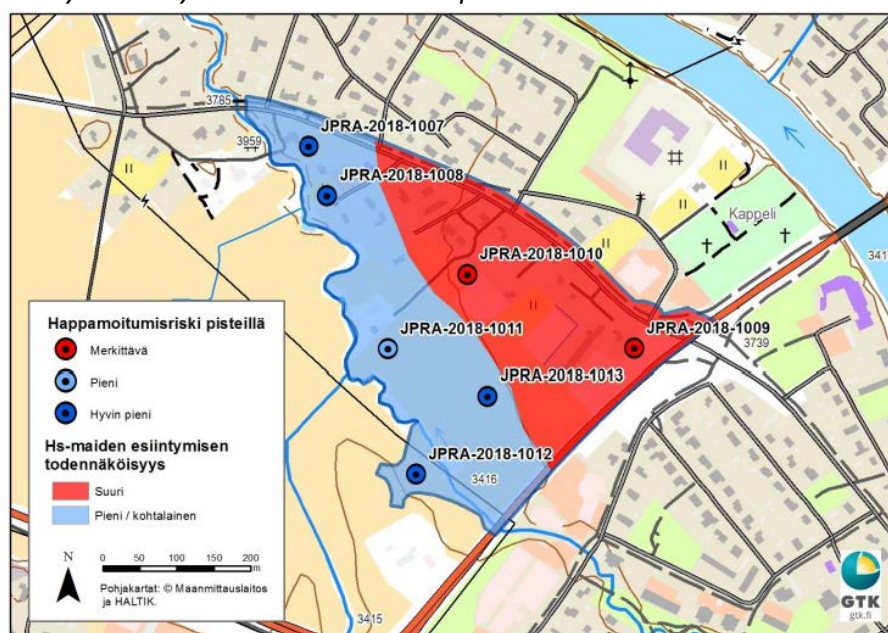 3785
3959
JPRA-2018-1007
JPRA-2018-1008
JPRA-2018-1010
Kappeli
JPRA-2018-1011
JPRA-2018-1009
3739
JPRA-2018-1013
JPRA-2018-1012
3416
3415
Happamoitumisriski pisteillä
Merkittävä
Pieni
Hyvin pieni
Hs-maiden esiintymisen
todennäköisyys
Suuri
Pieni / kohtalainen
N
0 50 100 150 200
m
Pohjakartat: © Maanmittauslaitos
ja HALTIK.
GTK
gtk.fi